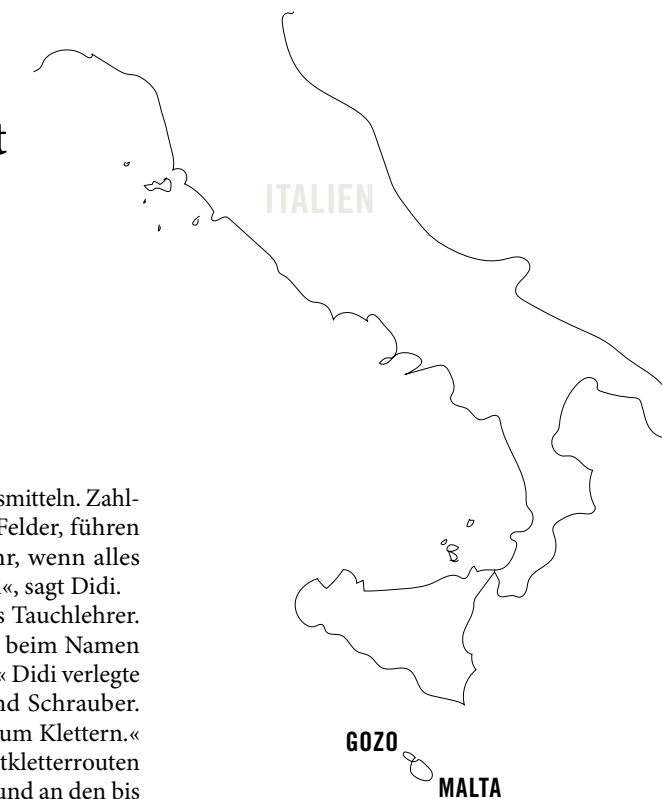 t
ITALIEN
smitteln. Zahl-
Felder, führen
hr, wenn alles
«, sagt Didi.
s Tauchlehrer.
beim Namen
« Didi verlegte
nd Schrauber.
um Klettern.«
tkletterrouten
und an den bis
GOZO
MALTA